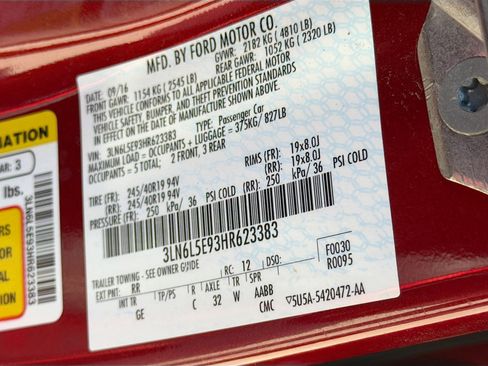 MFD. BY FORD MOTOR CO.
DATE: 09/16 GVWR: 2182 KG ( 4810 LB)
FRONT GAWR: 1154 KG ( 2545 LB) REAR GAWR: 1052 KG ( 2320 LB)
THIS VEHICLE CONFORMS TO ALL APPLICABLE FEDERAL MOTOR
VEHICLE SAFETY, BUMPER, AND THEFT PREVENTION STANDARDS
IN EFFECT ON THE DATE OF MANUFACTURE SHOWN ABOVE.
VIN: 3LN6L5E93HR623383 TYPE: Passenger Car
MAXIMUM LOAD = OCCUPANTS + LUGGAGE = 375KG/ 827LB
OCCUPANTS = 5 TOTAL; 2 FRONT, 3 REAR
TIRE (FR): 245/40R19 94V RIMS (FR): 19x8.0J
(RR): 245/40R19 94V (RR): 19x8.0J
PRESSURE: (FR) 250 kPa/ 36 PSI COLD (RR) 250 kPa/ 36 PSI COLD
3LN6L5E93HR623383
TRAILER TOWING - SEE OWNER GUIDE F0030
EXT PNT: RR RC: 12 DSO: R0095
INT TR TP/PS R AXLE TR SPR
GE C 32 W AABB
CMC ▽5U5A-5420472-AA
MATION
AR: 3
lbs.
3LN6L5E93HR623383